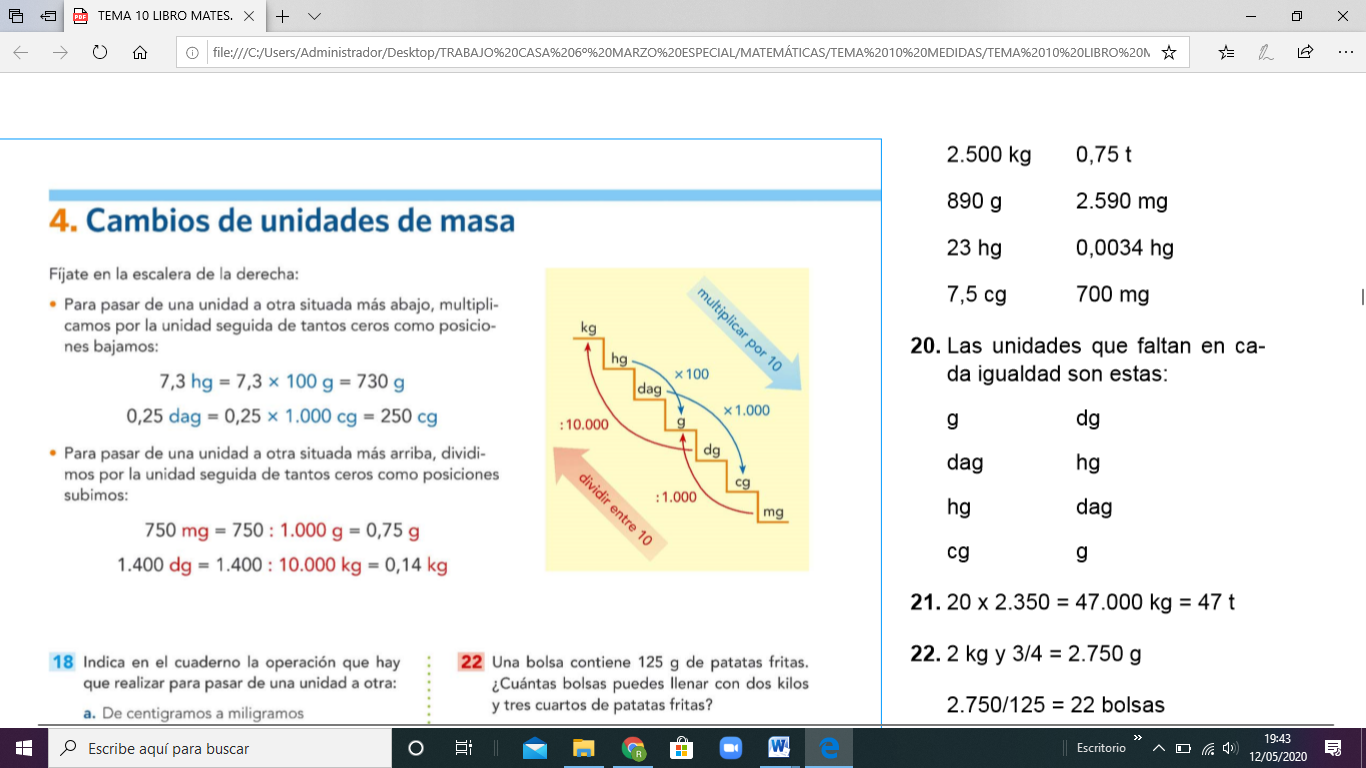 TEMA 10 LIBRO MATES.
file:///C:/Users/Administrador/Desktop/TRABAJO%20CASA%206º%20MARZO%20ESPECIAL/MATEMÁTICAS/TEMA%2010%20MEDIDAS/TEMA%2010%20LIBRO%20M
4. Cambios de unidades de masa
Fíjate en la escalera de la derecha:
• Para pasar de una unidad a otra situada más abajo, multipli-
camos por la unidad seguida de tantos ceros como posicio-
nes bajamos:
7,3 hg = 7,3 × 100 g = 730 g
0,25 dag = 0,25 × 1.000 cg = 250 cg
• Para pasar de una unidad a otra situada más arriba, dividi-
mos por la unidad seguida de tantos ceros como posiciones
subimos:
750 mg = 750 : 1.000 g = 0,75 g
1.400 dg = 1.400 : 10.000 kg = 0,14 kg
multiplicar por 10
kg
hg
dag
g
dg
cg
mg
×100
×1.000
:10.000
:1.000
dividir entre 10
18 Indica en el cuaderno la operación que hay
que realizar para pasar de una unidad a otra:
a. De centigramos a miligramos
22 Una bolsa contiene 125 g de patatas fritas.
¿Cuántas bolsas puedes llenar con dos kilos
y tres cuartos de patatas fritas?
2.500 kg 0,75 t
890 g 2.590 mg
23 hg 0,0034 hg
7,5 cg 700 mg
20. Las unidades que faltan en ca-
da igualdad son estas:
g dg
dag hg
hg dag
cg g
21. 20 x 2.350 = 47.000 kg = 47 t
22. 2 kg y 3/4 = 2.750 g
2.750/125 = 22 bolsas
Escribe aquí para buscar
Escritorio
19:43
12/05/2020